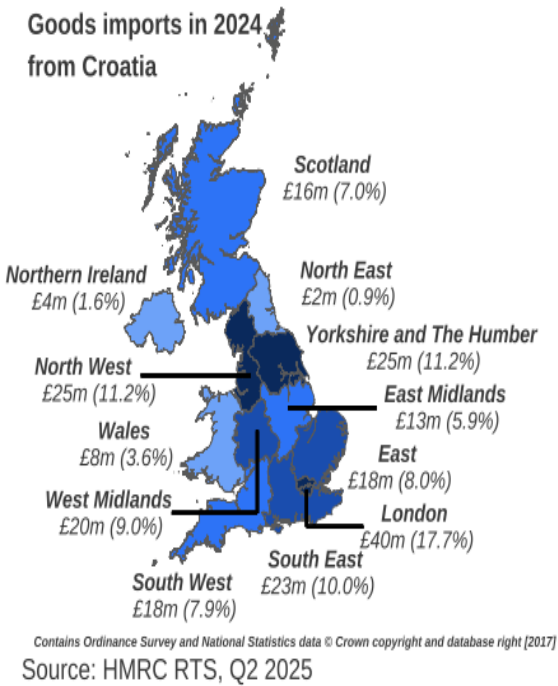 Goods imports in 2024
from Croatia
Scotland
£16m (7.0%)
Northern Ireland
£4m (1.6%)
North East
£2m (0.9%)
Yorkshire and The Humber
£25m (11.2%)
North West
£25m (11.2%)
East Midlands
£13m (5.9%)
Wales
£8m (3.6%)
East
£18m (8.0%)
West Midlands
£20m (9.0%)
London
£40m (17.7%)
South East
£23m (10.0%)
South West
£18m (7.9%)
Contains Ordinance Survey and National Statistics data © Crown copyright and database right [2017]
Source: HMRC RTS, Q2 2025